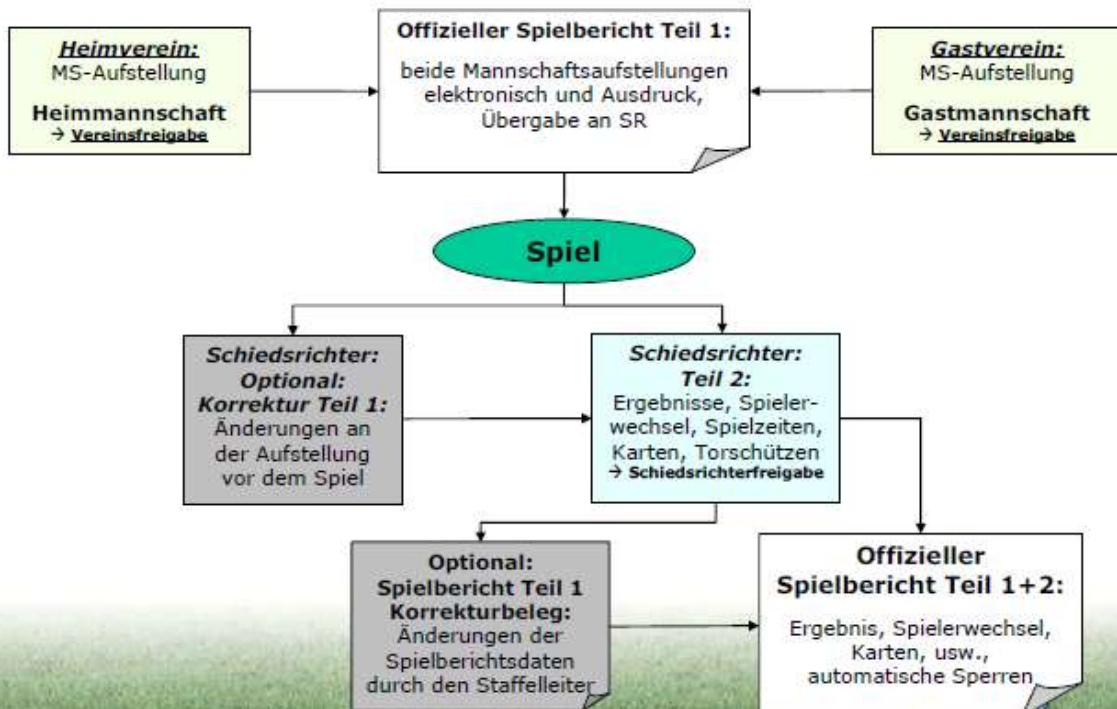 Heimverein:
MS-Aufstellung
Heimmannschaft
→ Vereinsfreigabe
Offizieller Spielbericht Teil 1:
beide Mannschaftsaufstellungen
elektronisch und Ausdruck,
Übergabe an SR
Gastverein:
MS-Aufstellung
Gastmannschaft
→ Vereinsfreigabe
Spiel
Schiedsrichter:
Optional:
Korrektur Teil 1:
Änderungen an
der Aufstellung
vor dem Spiel
Schiedsrichter:
Teil 2:
Ergebnisse, Spieler-
wechsel, Spielzeiten,
Karten, Torschützen
→ Schiedsrichterfreigabe
Optional:
Spielbericht Teil 1
Korrekturbeleg:
Änderungen der
Spielberichtsdaten
durch den Staffelleiter
Offizieller
Spielbericht Teil 1+2:
Ergebnis, Spielerwechsel,
Karten, usw.,
automatische Sperren